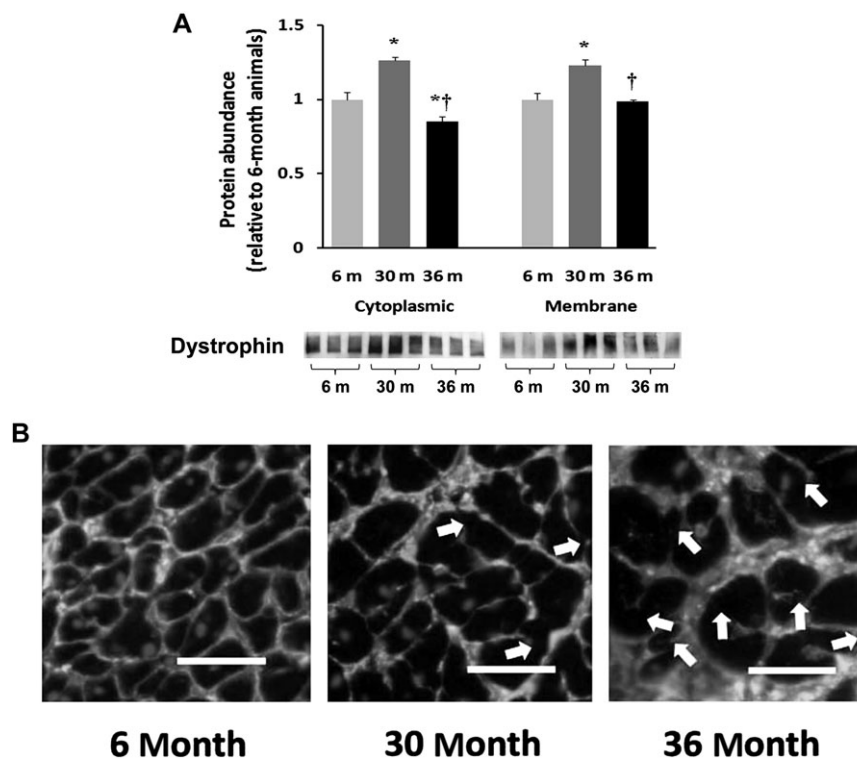 A
Protein abundance
(relative to 6-month animals)
1.5
1
0.5
0
*
*†
*
†
6 m 30 m 36 m 6 m 30 m 36 m
Cytoplasmic Membrane
Dystrophin
6 m 30 m 36 m 6 m 30 m 36 m
B
6 Month 30 Month 36 Month